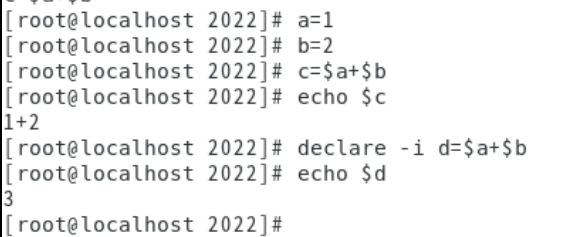 [root@localhost 2022]# a=1
[root@localhost 2022]# b=2
[root@localhost 2022]# c=$a+$b
[root@localhost 2022]# echo $c
1+2
[root@localhost 2022]# declare -i d=$a+$b
[root@localhost 2022]# echo $d
3
[root@localhost 2022]#